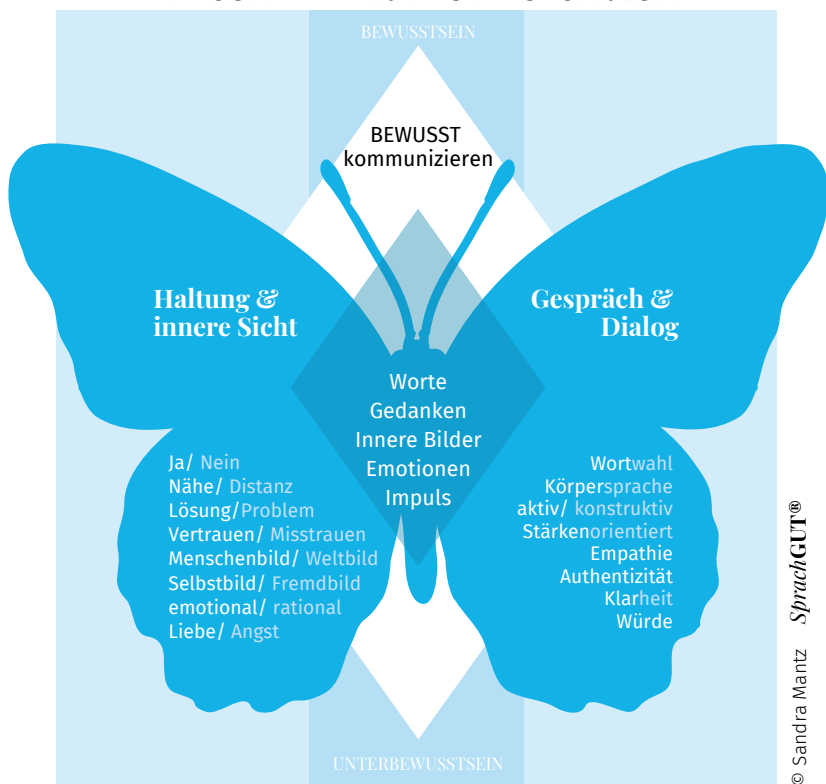 BEWUSSTSEIN
BEWUSST
kommunizieren
Haltung &
innere Sicht
Gespräch &
Dialog
Worte
Gedanken
Innere Bilder
Emotionen
Impuls
Ja/ Nein
Nähe/ Distanz
Lösung/Problem
Vertrauen/ Misstrauen
Menschenbild/ Weltbild
Selbstbild/ Fremdbild
emotional/ rational
Liebe/ Angst
Wortwahl
Körpersprache
aktiv/ konstruktiv
Stärkenorientiert
Empathie
Authentizität
Klarheit
Würde
UNTERBEWUSSTSEIN
© Sandra Mantz SprachGUT®